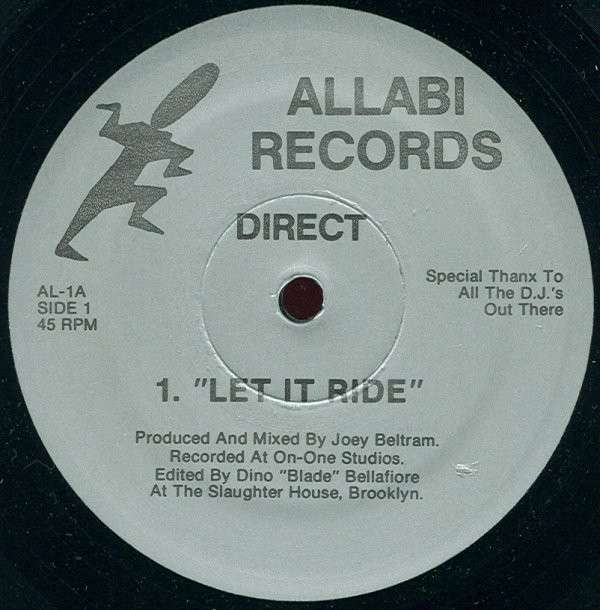 ALLABI
RECORDS
DIRECT
AL-1A
SIDE 1
45 RPM
Special Thanx To
All The D.J.'s
Out There
1. "LET IT RIDE"
Produced And Mixed By Joey Beltram.
Recorded At On-One Studios.
Edited By Dino "Blade" Bellafiore
At The Slaughter House, Brooklyn.